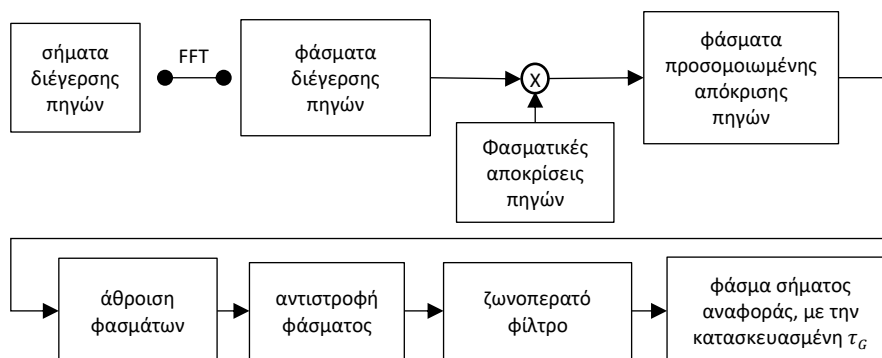 σήματα
διέγερσης
πηγών
FFT
φάσματα
διέγερσης
πηγών
X
φάσματα
προσομοιωμένης
απόκρισης
πηγών
Φασματικές
αποκρίσεις
πηγών
άθροιση
φασμάτων
αντιστροφή
φάσματος
ζωνοπερατό
φίλτρο
φάσμα σήματος
αναφοράς, με την
κατασκευασμένη τ_G